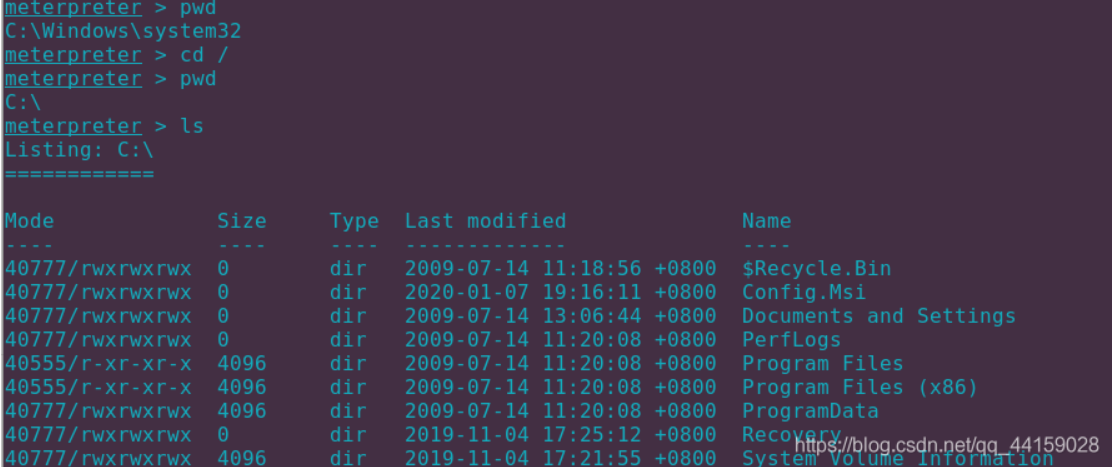 meterpreter > pwd
C:\Windows\system32
meterpreter > cd /
meterpreter > pwd
C:\
meterpreter > ls
Listing: C:\
============
Mode Size Type Last modified Name
---- ---- ---- ------------- ----
40777/rwxrwxrwx 0 dir 2009-07-14 11:18:56 +0800 $Recycle.Bin
40777/rwxrwxrwx 0 dir 2020-01-07 19:16:11 +0800 Config.Msi
40777/rwxrwxrwx 0 dir 2009-07-14 13:06:44 +0800 Documents and Settings
40777/rwxrwxrwx 0 dir 2009-07-14 11:20:08 +0800 PerfLogs
40555/r-xr-xr-x 4096 dir 2009-07-14 11:20:08 +0800 Program Files
40555/r-xr-xr-x 4096 dir 2009-07-14 11:20:08 +0800 Program Files (x86)
40777/rwxrwxrwx 4096 dir 2009-07-14 11:20:08 +0800 ProgramData
40777/rwxrwxrwx 0 dir 2019-11-04 17:25:12 +0800 Recovery
https://blog.csdn.net/qq_44159028
40777/rwxrwxrwx 4096 dir 2019-11-04 17:21:55 +0800 System Volume Information